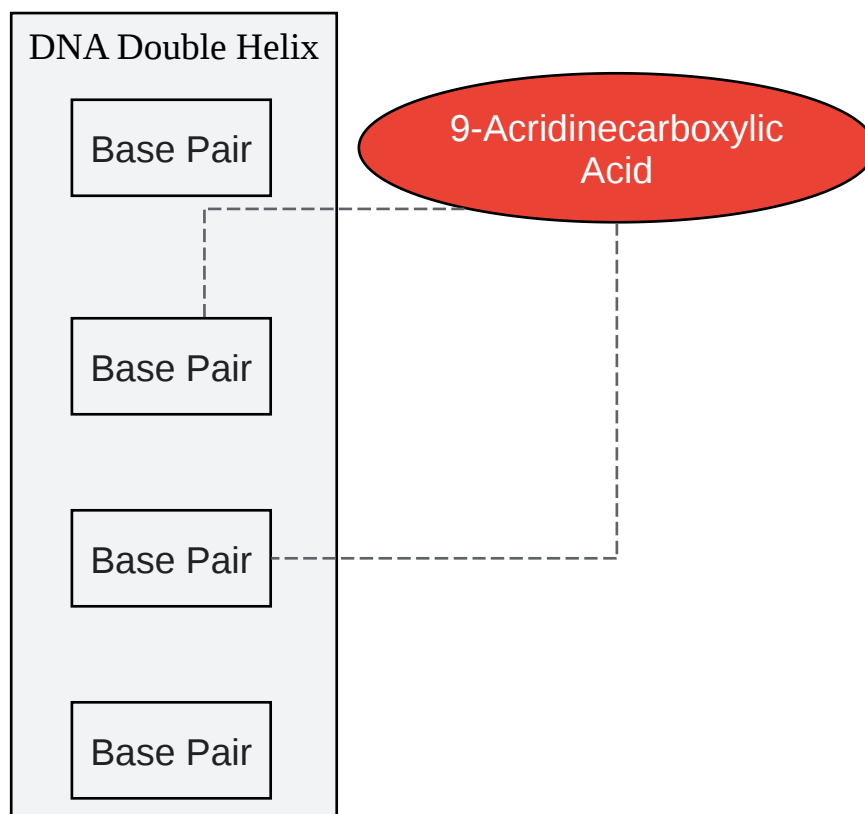 DNA Double Helix
Base Pair
9-Acridinecarboxylic
Acid
Base Pair
Base Pair
Base Pair